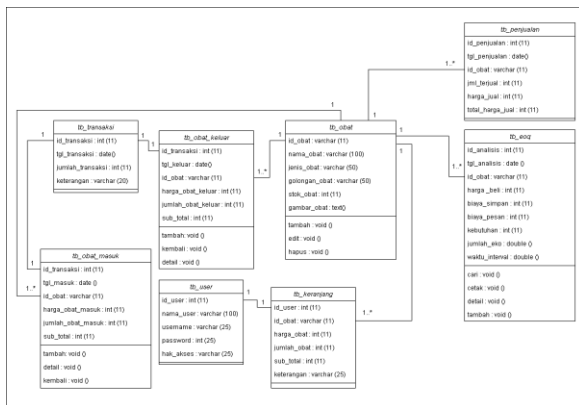 tb_penjualan
id_penjualan : int (11)
tgl_penjualan : date()
id_obat : varchar (11)
jml_terjual : int (11)
harga_jual : int (11)
total_harga_jual : int (11)
1..*
1
1
1
1
1
tb_transaksi
id_transaksi : int (11)
tgl_transaksi : date()
jumlah_transaksi : int (11)
keterangan : varchar (20)
1
1
1
tb_obat_keluar
id_transaksi : int (11)
tgl_keluar : date()
id_obat : varchar (11)
harga_obat_keluar : int (11)
jumlah_obat_keluar : int (11)
sub_total : int (11)
tambah: void ()
kembali : void ()
detail : void ()
1..*
tb_obat
id_obat : varchar (11)
nama_obat : varchar (100)
jenis_obat : varchar (50)
golongan_obat : varchar (50)
stok_obat : int (11)
gambar_obat : text()
tambah : void ()
edit : void ()
hapus : void ()
1..*
tb_eoq
id_analisis : int (11)
tgl_analisis : date ()
id_obat : varchar (11)
harga_beli : int (11)
biaya_simpan : int (11)
biaya_pesan : int (11)
kebutuhan : int (11)
jumlah_eko : double ()
waktu_interval : double ()
cari : void ()
cetak : void ()
detail : void ()
tambah : void ()
1
1..*
tb_obat_masuk
id_transaksi : int (11)
tgl_masuk : date ()
id_obat : varchar (11)
harga_obat_masuk : int (11)
jumlah_obat_masuk : int (11)
sub_total : int (11)
tambah: void ()
detail : void ()
kembali : void ()
tb_user
id_user : int (11)
nama_user : varchar (100)
username : varchar (25)
password : int (25)
hak_akses : varchar (25)
1
1
tb_keranjang
id_user : int (11)
id_obat : varchar (11)
harga_obat : int (11)
jumlah_obat : int (11)
sub_total : int (11)
keterangan : varchar (25)
1..*